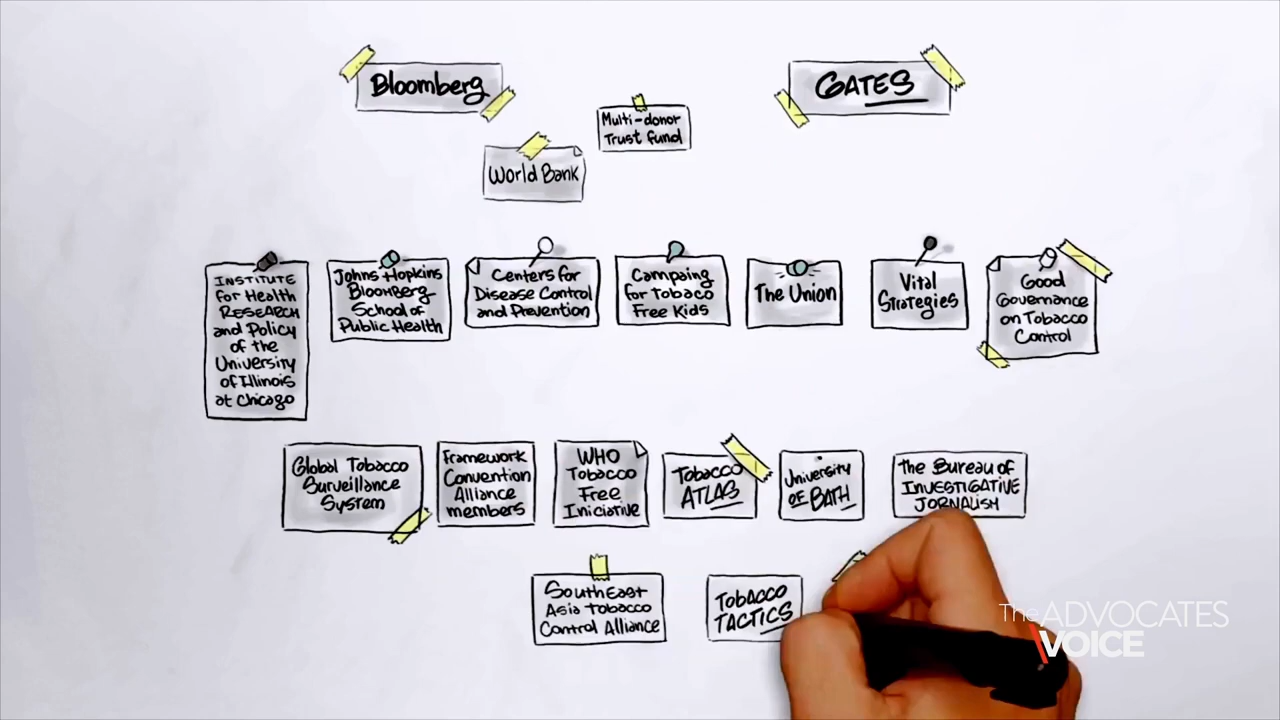 Bloomberg
GATES
Multi-donor
Trust fund
World Bank
INSTITUTE
for Health
RESEARCH
and Policy
of the
University
of Illinois
at Chicago
Johns Hopkins
BLOOMBERG
School of
Public Health
Centers for
Disease Control
and Prevention
Campaing
for Tobaco
Free Kids
The Union
Vital
STRATEGIES
Good
Governance
on Tobacco
Control
Global Tobacco
Surveillance
System
Framework
Convention
Alliance
members
WHO
Tobacco
Free
Iniciative
TOBACCO
ATLAS
University
OF BATH
the Bureau of
INVESTIGATIVE
JORNALISM
SouthEast
Asia tobacco
Control Alliance
TOBACCO
TACTICS
The ADVOCATES
VOICE